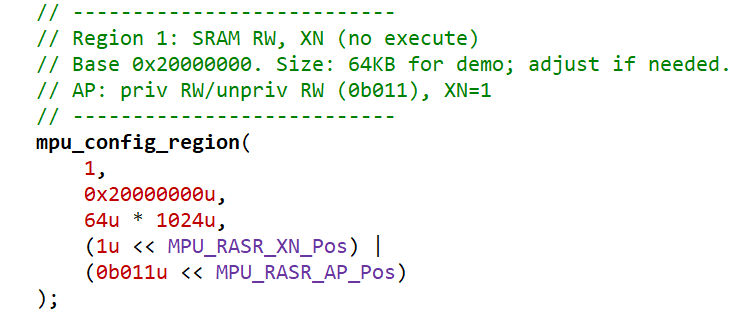 // ---------------------------
// Region 1: SRAM RW, XN (no execute)
// Base 0x20000000. Size: 64KB for demo; adjust if needed.
// AP: priv RW/unpriv RW (0b011), XN=1
// ---------------------------
mpu_config_region(
    1,
    0x20000000u,
    64u * 1024u,
    (1u << MPU_RASR_XN_Pos) |
    (0b011u << MPU_RASR_AP_Pos)
);